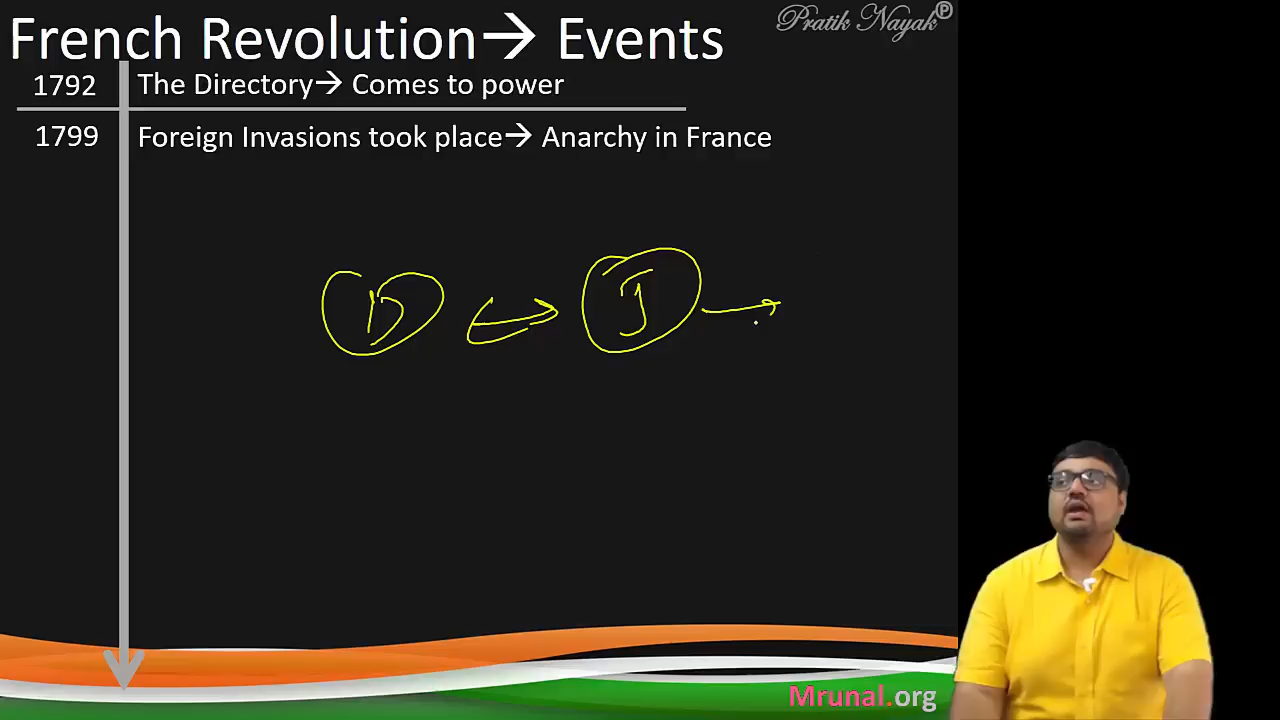 French Revolution→ Events
Pratik Nayak℗
1792 The Directory→ Comes to power
1799 Foreign Invasions took place→ Anarchy in France
D J
Mrunal.org